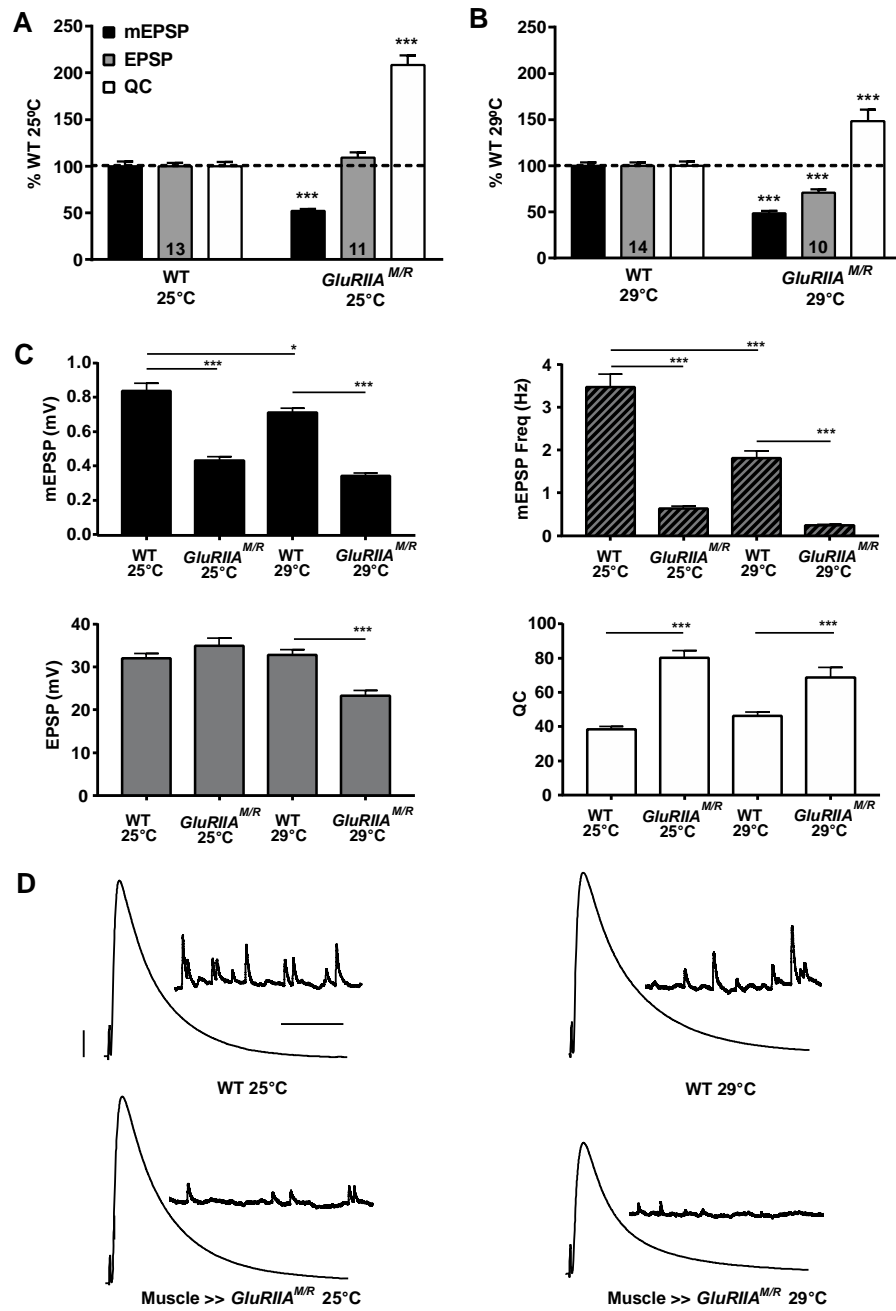 A
mEPSP
EPSP
QC
% WT 25ºC
250
200
150
100
50
0
***
***
13
11
WT
25°C
GluRIIA M/R
25°C
B
% WT 29ºC
250
200
150
100
50
0
***
***
***
14
10
WT
29°C
GluRIIA M/R
29°C
C
mEPSP (mV)
1.0
0.8
0.6
0.4
0.2
0.0
*
***
***
WT
25°C
GluRIIA M/R
25°C
WT
29°C
GluRIIA M/R
29°C
mEPSP Freq (Hz)
4
3
2
1
0
***
***
***
WT
25°C
GluRIIA M/R
25°C
WT
29°C
GluRIIA M/R
29°C
EPSP (mV)
40
30
20
10
0
***
WT
25°C
GluRIIA M/R
25°C
WT
29°C
GluRIIA M/R
29°C
QC
100
80
60
40
20
0
***
***
WT
25°C
GluRIIA M/R
25°C
WT
29°C
GluRIIA M/R
29°C
D
WT 25°C
WT 29°C
Muscle >> GluRIIA M/R 25°C
Muscle >> GluRIIA M/R 29°C